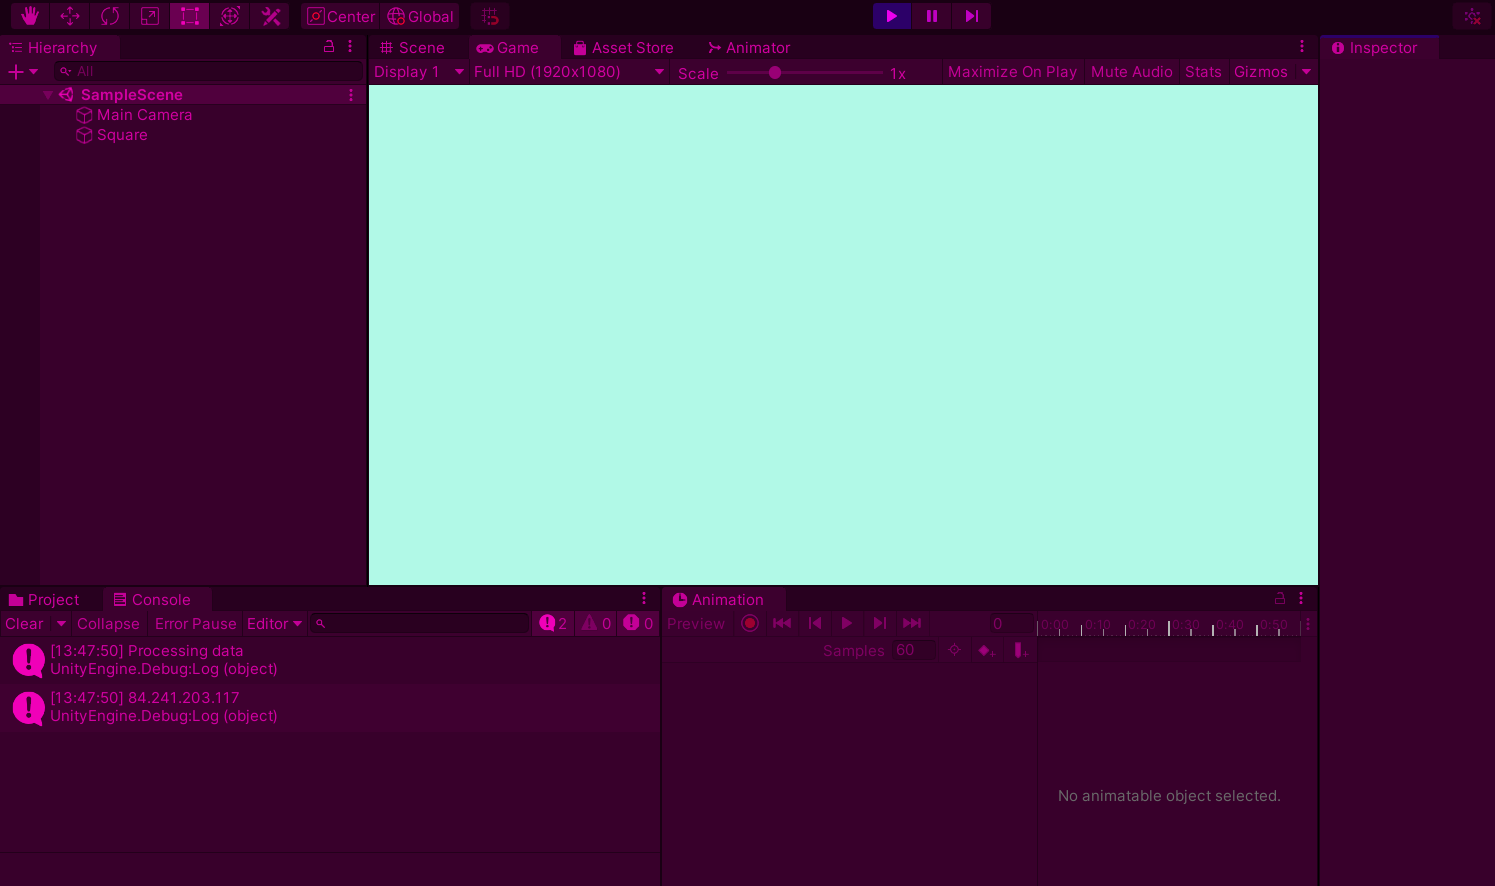 Center Global
Hierarchy
All
SampleScene
Main Camera
Square
Scene Game Asset Store Animator
Display 1 Full HD (1920x1080) Scale 1x Maximize On Play Mute Audio Stats Gizmos
Inspector
Project Console
Clear Collapse Error Pause Editor 2 0 0
[13:47:50] Processing data
UnityEngine.Debug:Log (object)
[13:47:50] 84.241.203.117
UnityEngine.Debug:Log (object)
Animation
Preview 0 0:00 0:10 0:20 0:30 0:40 0:50
Samples 60
No animatable object selected.